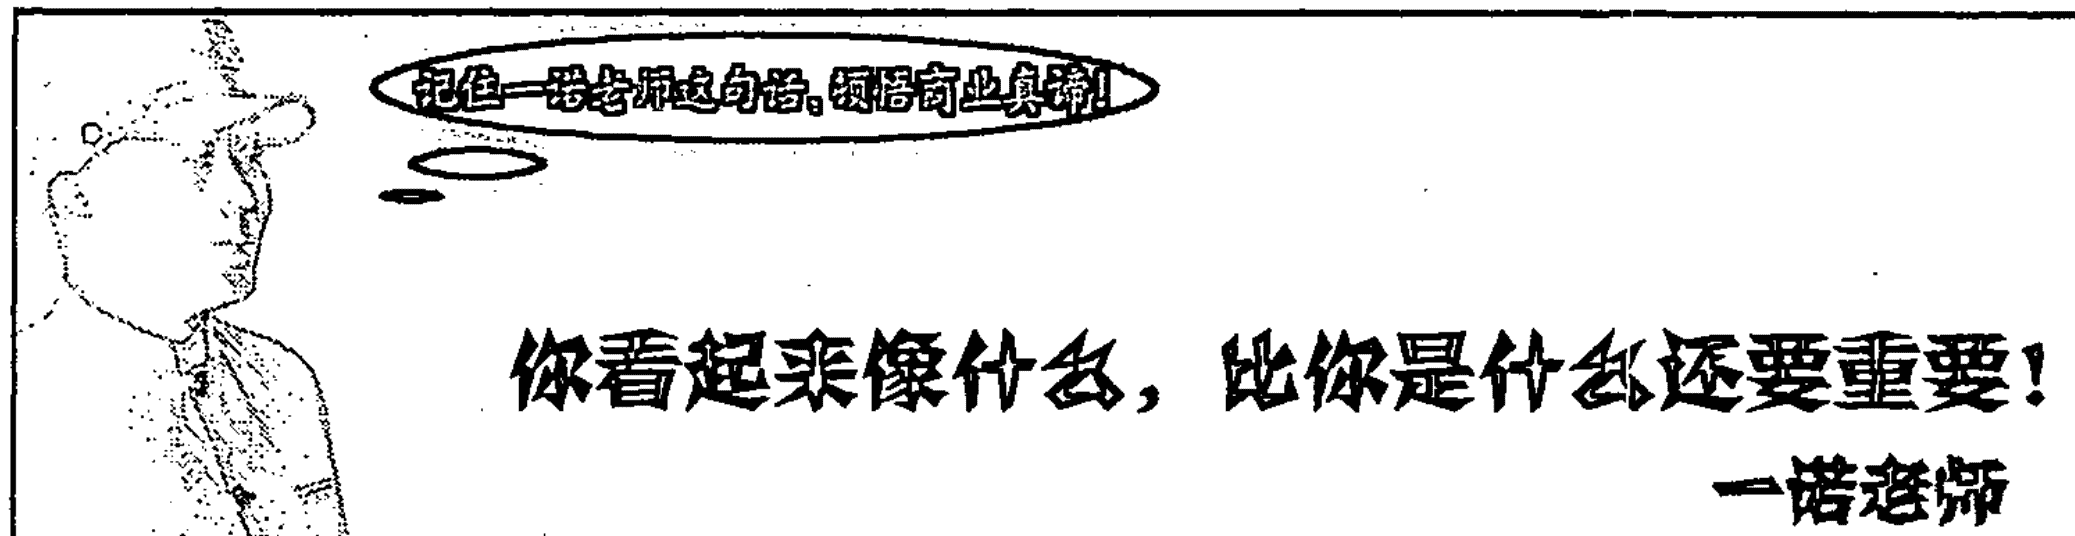 记住一诺老师这句话，领悟商业真谛！
你看起来像什么，比你是什么还要重要！
一诺老师